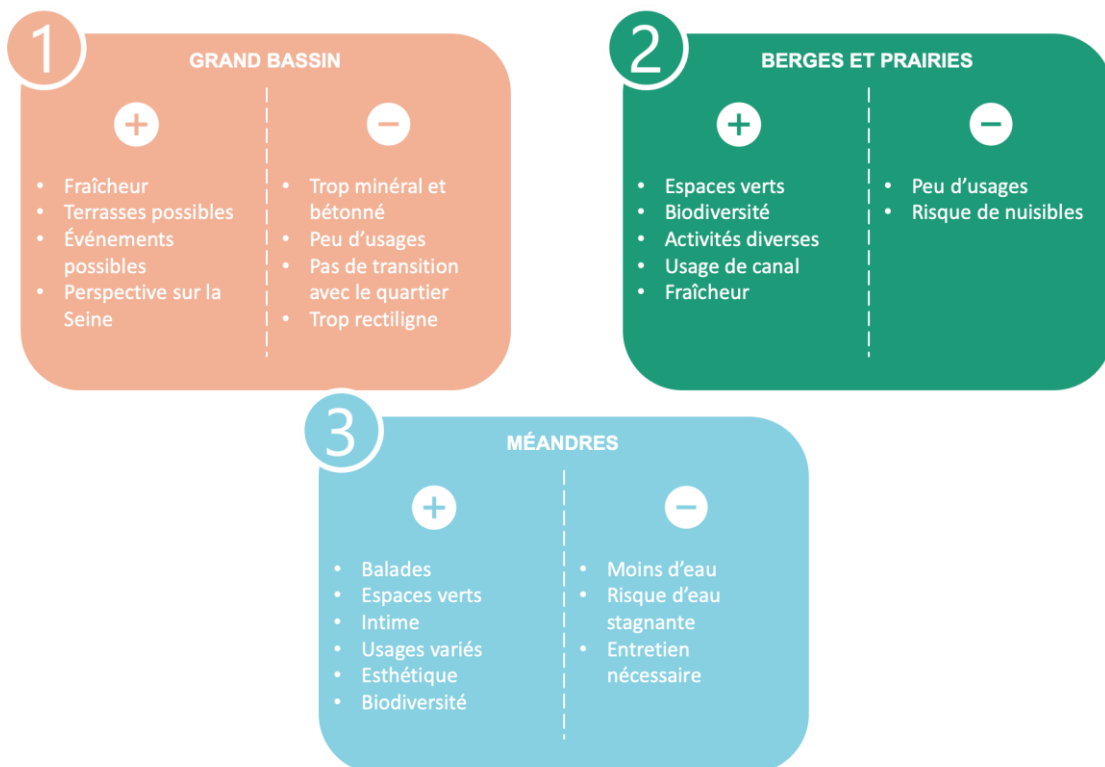 1
GRAND BASSIN
+
• Fraîcheur
• Terrasses possibles
• Événements
possibles
• Perspective sur la
Seine
−
• Trop minéral et
bétonné
• Peu d’usages
• Pas de transition
avec le quartier
• Trop rectiligne
2
BERGES ET PRAIRIES
+
• Espaces verts
• Biodiversité
• Activités diverses
• Usage de canal
• Fraîcheur
−
• Peu d’usages
• Risque de nuisibles
3
MÉANDRES
+
• Balades
• Espaces verts
• Intime
• Usages variés
• Esthétique
• Biodiversité
−
• Moins d’eau
• Risque d’eau
stagnante
• Entretien
nécessaire